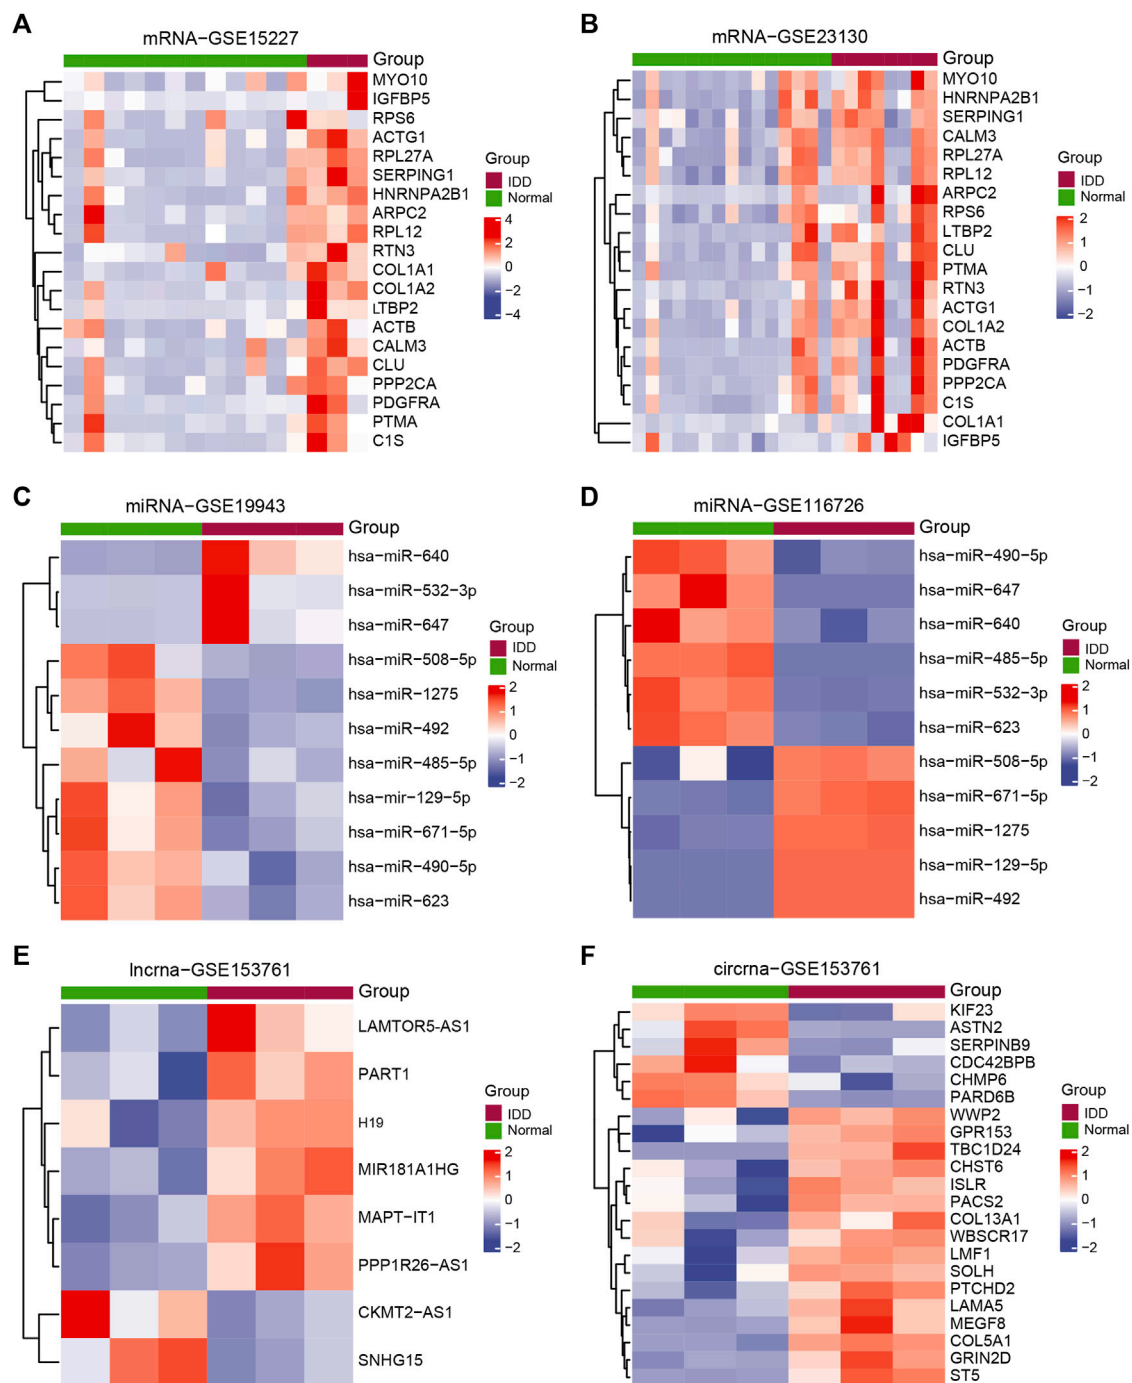 A
mRNA−GSE15227
Group
MYO10
IGFBP5
RPS6
ACTG1
RPL27A
SERPING1
HNRNPA2B1
ARPC2
RPL12
RTN3
COL1A1
COL1A2
LTBP2
ACTB
CALM3
CLU
PPP2CA
PDGFRA
PTMA
C1S
Group
IDD
Normal
4
2
0
−2
−4
B
mRNA−GSE23130
Group
MYO10
HNRNPA2B1
SERPING1
CALM3
RPL27A
RPL12
ARPC2
RPS6
LTBP2
CLU
PTMA
RTN3
ACTG1
COL1A2
ACTB
PDGFRA
PPP2CA
C1S
COL1A1
IGFBP5
Group
IDD
Normal
2
1
0
−1
−2
C
miRNA−GSE19943
Group
hsa−miR−640
hsa−miR−532−3p
hsa−miR−647
hsa−miR−508−5p
hsa−miR−1275
hsa−miR−492
hsa−miR−485−5p
hsa−mir−129−5p
hsa−miR−671−5p
hsa−miR−490−5p
hsa−miR−623
Group
IDD
Normal
2
1
0
−1
−2
D
miRNA−GSE116726
Group
hsa−miR−490−5p
hsa−miR−647
hsa−miR−640
hsa−miR−485−5p
hsa−miR−532−3p
hsa−miR−623
hsa−miR−508−5p
hsa−miR−671−5p
hsa−miR−1275
hsa−miR−129−5p
hsa−miR−492
Group
IDD
Normal
2
1
0
−1
−2
E
lncrna−GSE153761
Group
LAMTOR5-AS1
PART1
H19
MIR181A1HG
MAPT−IT1
PPP1R26−AS1
CKMT2−AS1
SNHG15
Group
IDD
Normal
2
1
0
−1
−2
F
circrna−GSE153761
Group
KIF23
ASTN2
SERPINB9
CDC42BPB
CHMP6
PARD6B
WWP2
GPR153
TBC1D24
CHST6
ISLR
PACS2
COL13A1
WBSCR17
LMF1
SOLH
PTCHD2
LAMA5
MEGF8
COL5A1
GRIN2D
ST5
Group
IDD
Normal
2
1
0
−1
−2